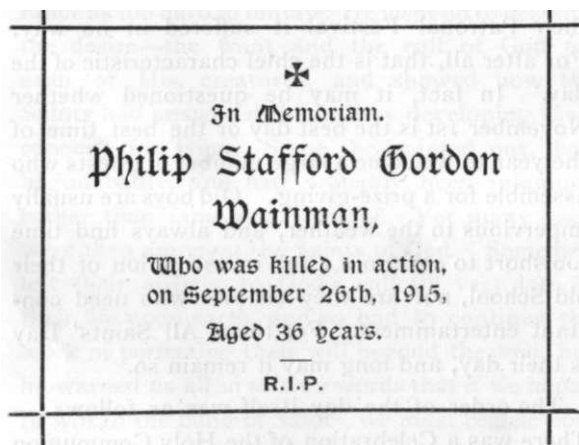 ✠
In Memoriam.
Philip Stafford Gordon
Wainman,
Who was killed in action,
on September 26th, 1915,
Aged 36 years.
R.I.P.